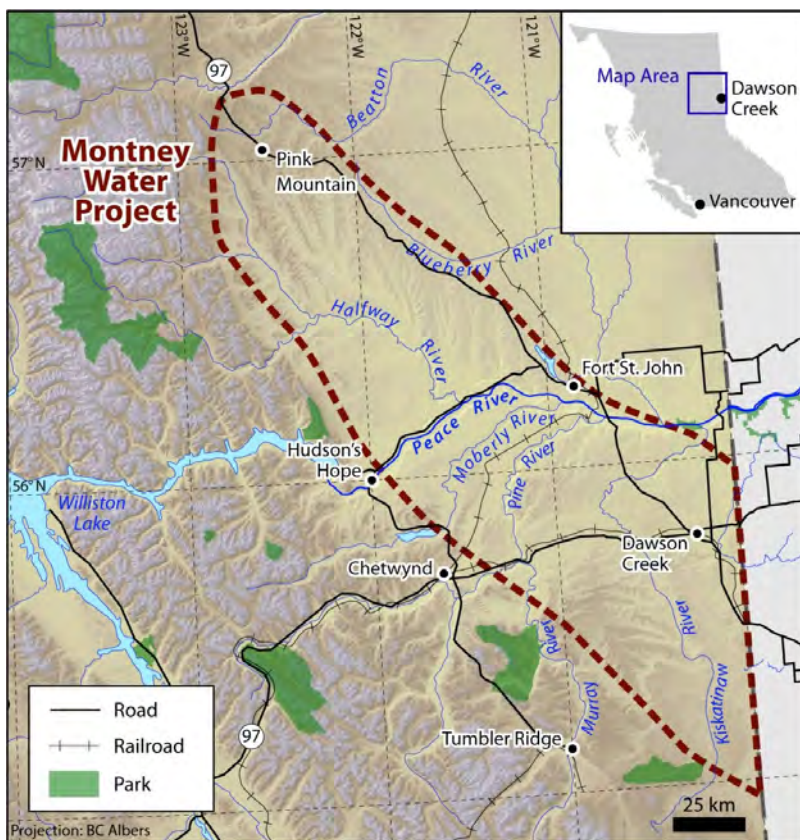 123°W
122°W
121°W
97
Beatton
River
Map Area
Dawson
Creek
Vancouver
57°N
Montney
Water
Project
Pink
Mountain
Blueberry River
Halfway
River
Fort St. John
Peace River
Moberly River
Pine River
Hudson's
Hope
56°N
Williston
Lake
Chetwynd
Dawson
Creek
River
Kiskatinaw
River
Murray
Tumbler Ridge
Road
Railroad
Park
97
25 km
Projection: BC Albers